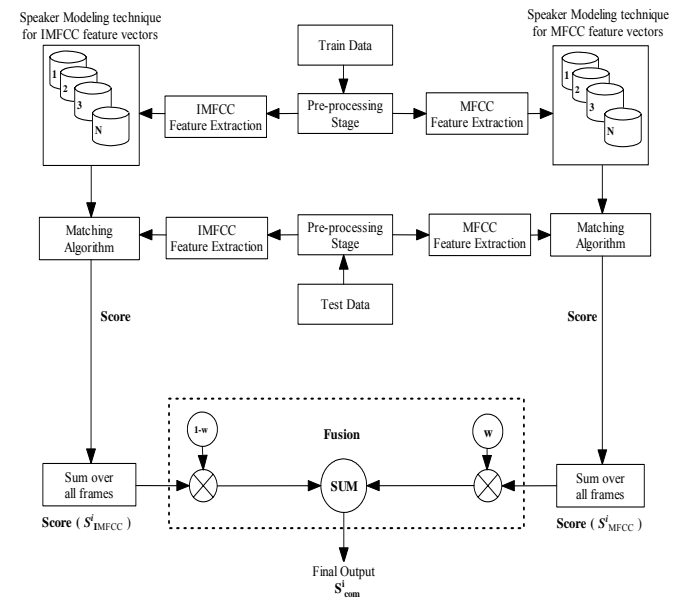 Speaker Modeling technique
for IMFCC feature vectors
Speaker Modeling technique
for MFCC feature vectors
Train Data
1
2
3
N
IMFCC
Feature Extraction
Pre-processing
Stage
MFCC
Feature Extraction
1
2
3
N
Matching
Algorithm
IMFCC
Feature Extraction
Pre-processing
Stage
MFCC
Feature Extraction
Matching
Algorithm
Test Data
Score
Score
1-w
Fusion
w
Sum over
all frames
SUM
Sum over
all frames
Score ( S^i_IMFCC )
Score ( S^i_MFCC )
Final Output
S^i_com